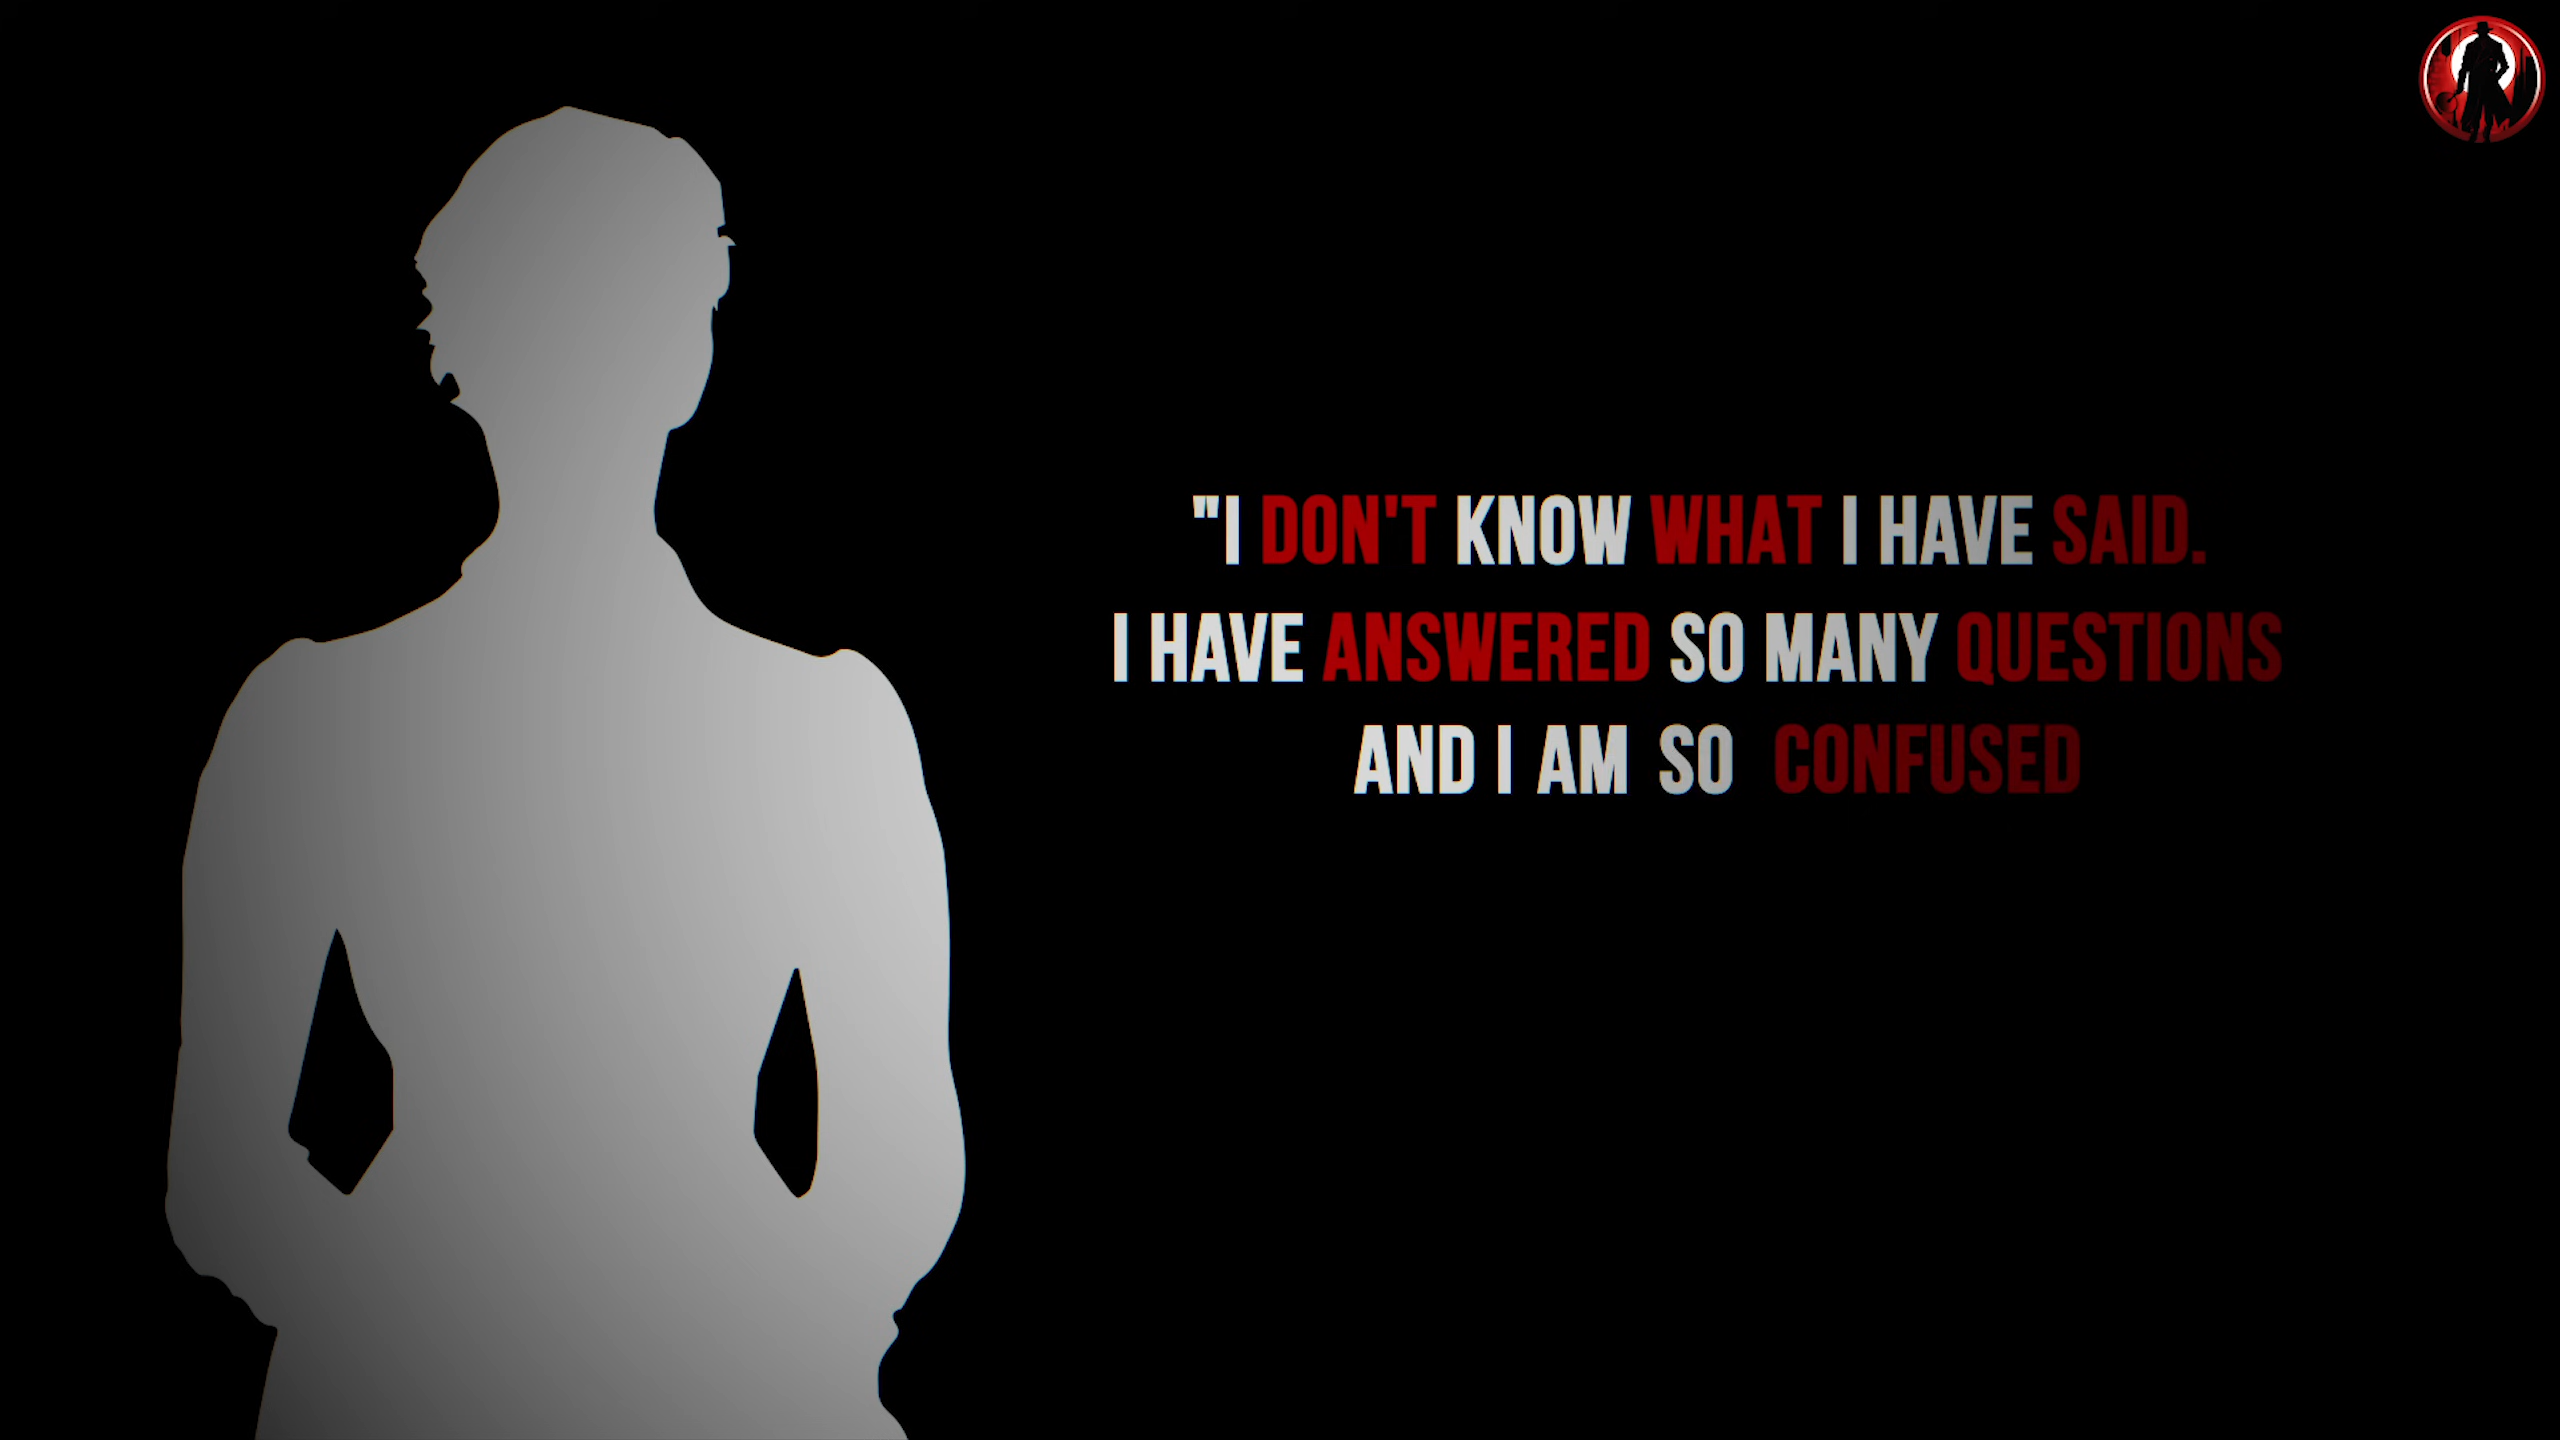 "I DON'T KNOW WHAT I HAVE SAID.
I HAVE ANSWERED SO MANY QUESTIONS
AND I AM SO CONFUSED